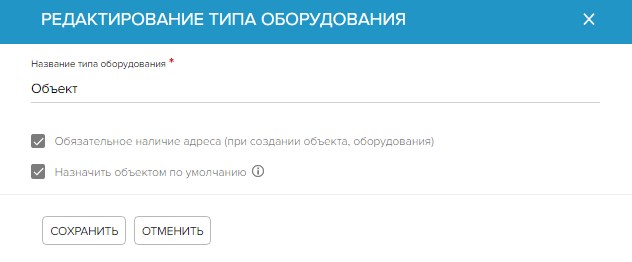 РЕДАКТИРОВАНИЕ ТИПА ОБОРУДОВАНИЯ
Название типа оборудования *
Объект
Обязательное наличие адреса (при создании объекта, оборудования)
Назначить объектом по умолчанию
СОХРАНИТЬ ОТМЕНИТЬ